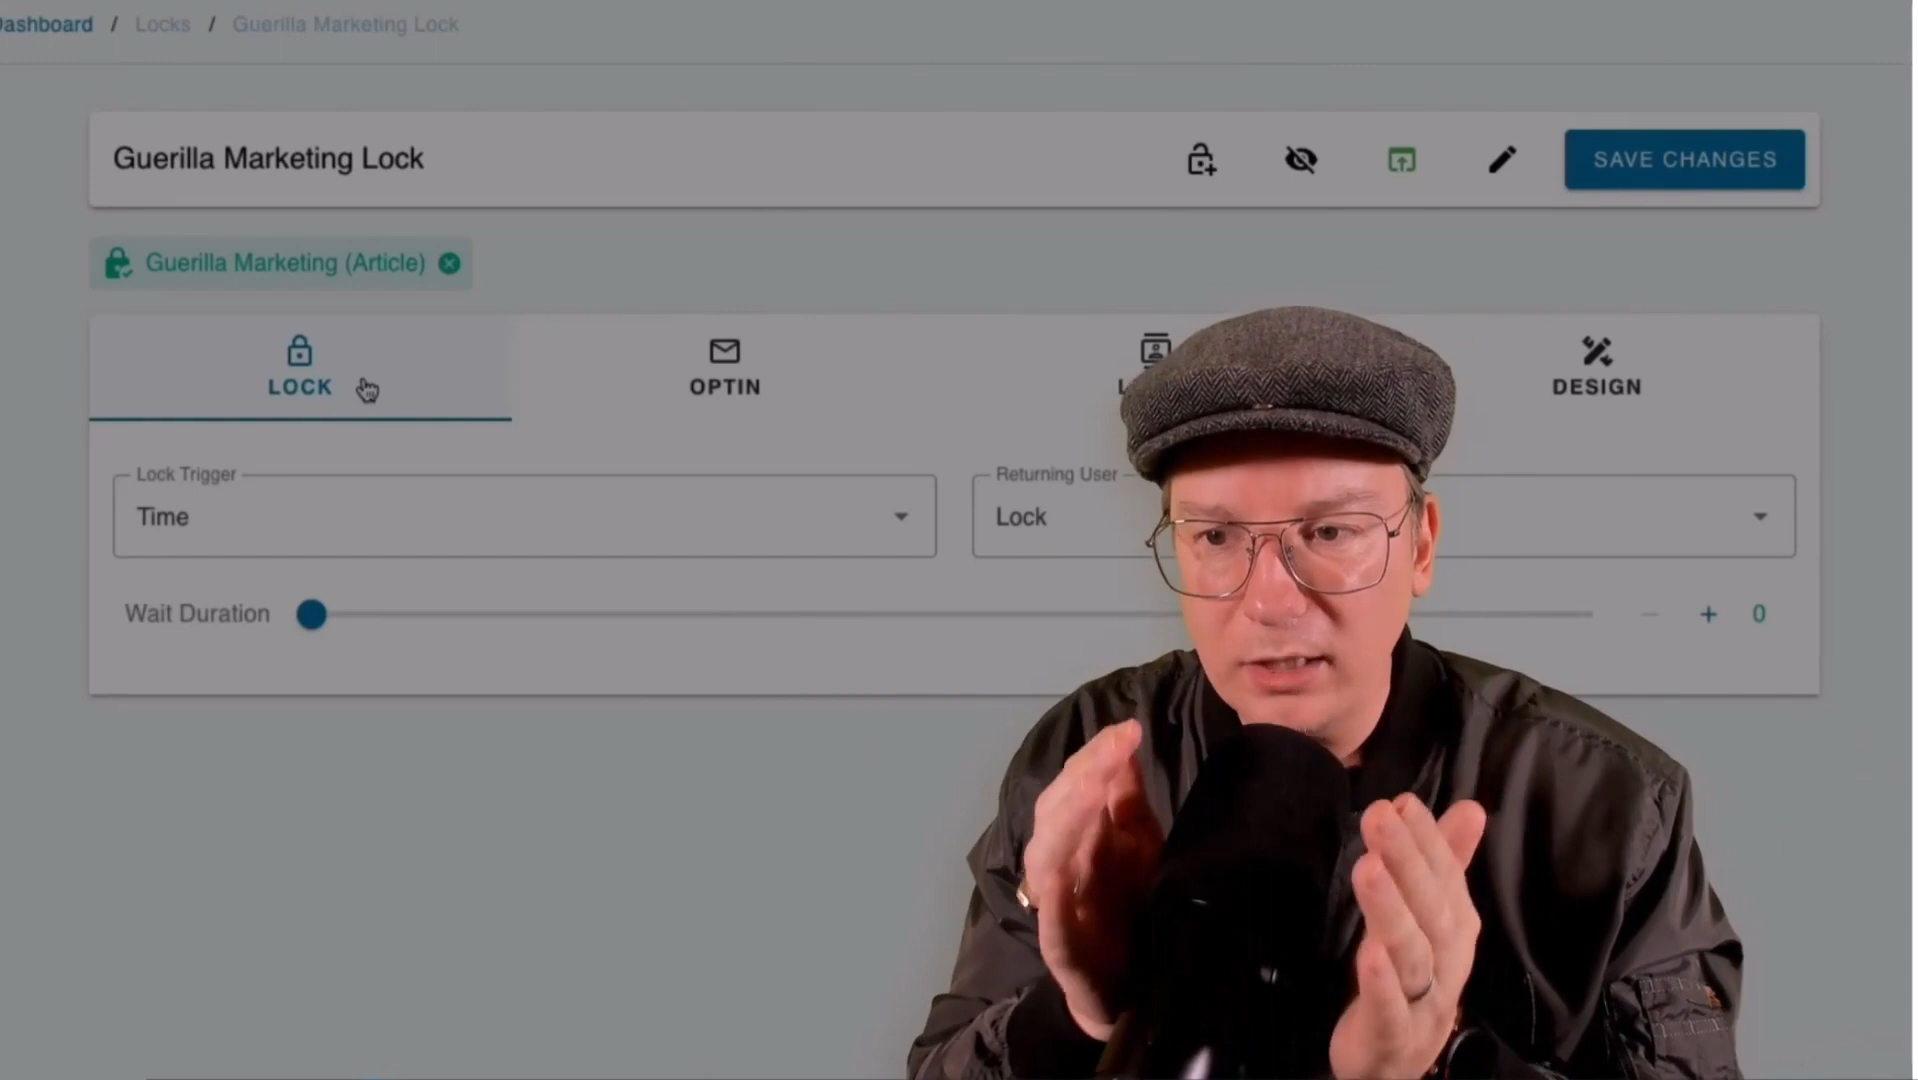 Dashboard / Locks / Guerilla Marketing Lock
Guerilla Marketing Lock
SAVE CHANGES
Guerilla Marketing (Article)
LOCK
OPTIN
L
DESIGN
Lock Trigger
Time
Returning User
Lock
Wait Duration
0